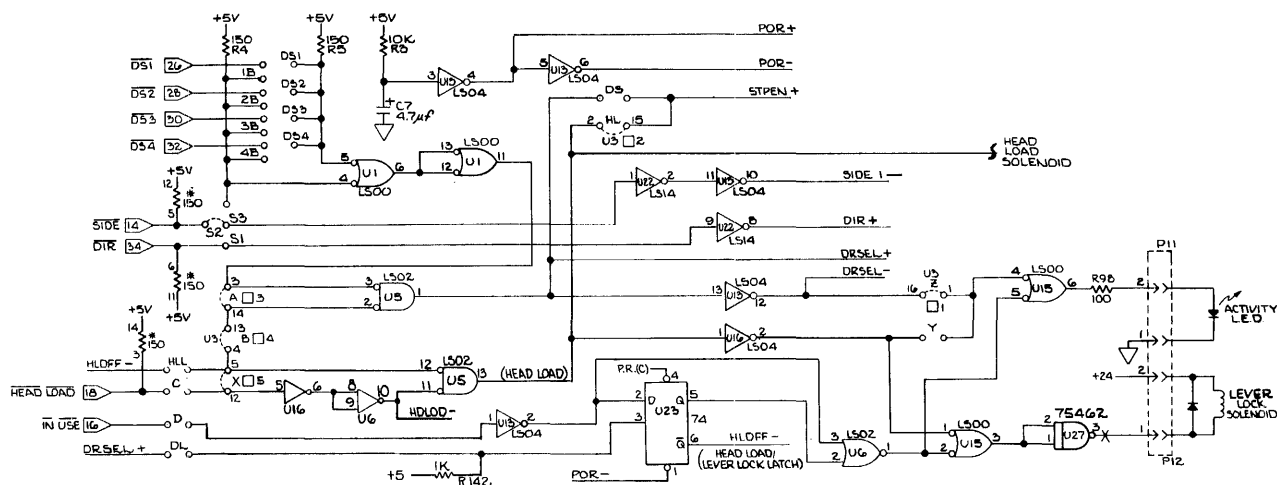 +5V +5V +5V
150 R4
150 R5
10K R3
C7 4.7μf
POR+
3 U13 4 LS04
5 U13 6 LS04
POR-
DS
STPEN+
2 HL 15
U3 2
DS1 26
DS2 28
DS3 30
DS4 32
1B
2B
3B
4B
DS1
DS2
DS3
DS4
5 4 U1 6 LS00
13 12 U1 11 LS00
HEAD LOAD SOLENOID
+5V
12
*150
5
SIDE 14
S2 S3
1 U22 2 LS14
11 U15 10 LS04
SIDE 1-
DIR 34
S1
9 U22 8 LS14
DIR+
6
*150
11
+5V
DRSEL+
DRSEL-
3 A 3
14
3 2 U5 1 LS02
13 U13 12 LS04
U3
16 Z 1
1
Y
4 5 U15 6 LS00
R98 100
P11
2
1
ACTIVITY L.E.D.
+5V
14
*150
3
13
U3 B 4
4
1 U16 2 LS04
HLOFF- HLL
5
HEAD LOAD 18
C
X 5
12
5 U16 6
8 9 U6 10
HDLOD-
12 11 U5 13 LS02
(HEAD LOAD)
+24
2
1
LEVER LOCK SOLENOID
P12
IN USE 16
D
1 U13 2 LS04
DRSEL+ DL
+5
1K R142
P.R.(C) 4
2 D Q 5
U23
74
3
Q 6
1
POR-
HLOFF-
HEAD LOAD/
(LEVER LOCK LATCH)
3 2 U6 1 LS02
1 2 U15 3 LS00
2 1 U27 3 75462
X